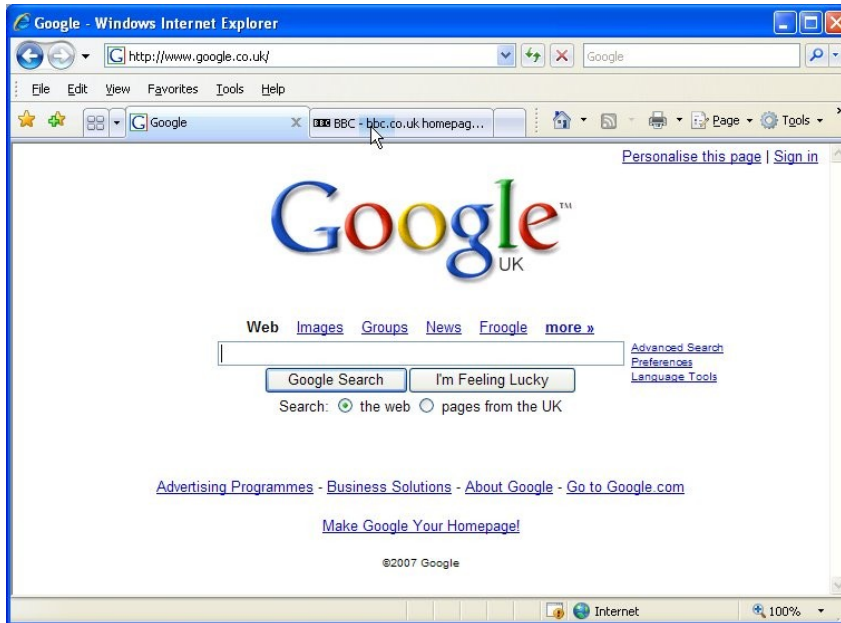 Google - Windows Internet Explorer
http://www.google.co.uk/
Google
File Edit View Favorites Tools Help
Google
BBC - bbc.co.uk homepag...
Page
Tools
Personalise this page | Sign in
Google™
UK
Web Images Groups News Froogle more »
Advanced Search
Preferences
Language Tools
Google Search I'm Feeling Lucky
Search: the web pages from the UK
Advertising Programmes - Business Solutions - About Google - Go to Google.com
Make Google Your Homepage!
©2007 Google
Internet 100%